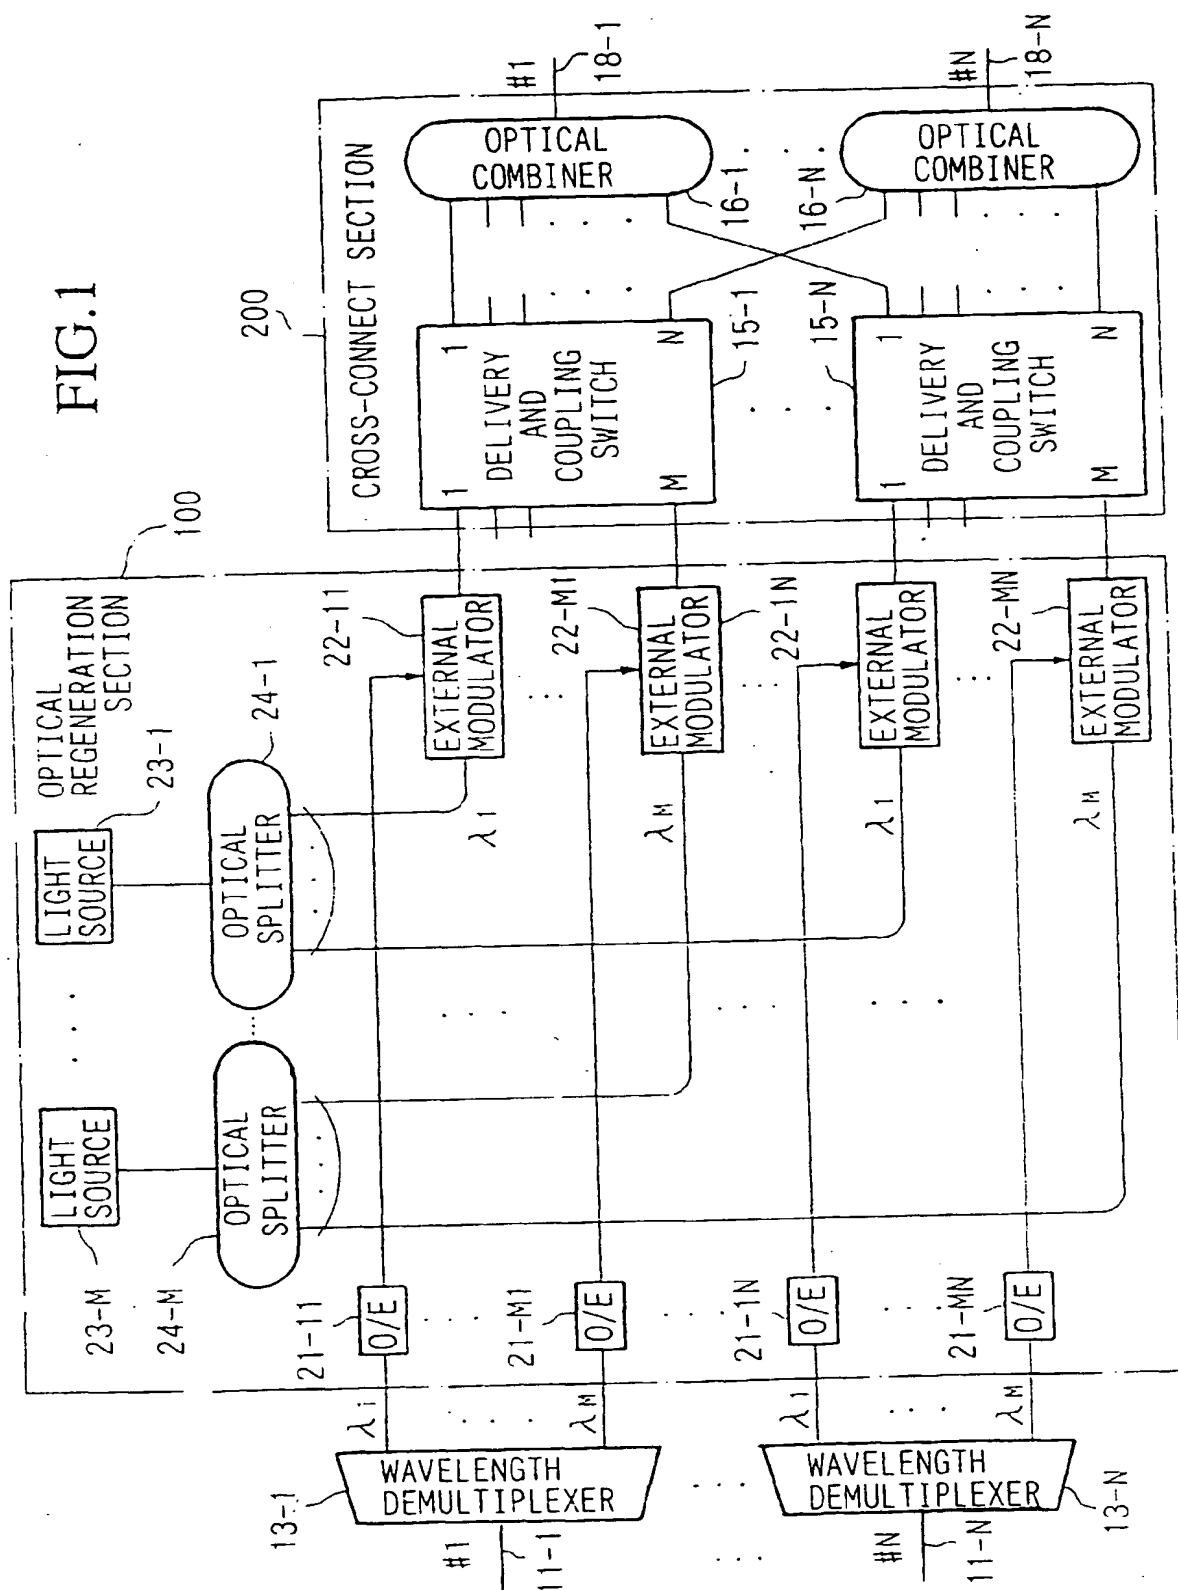 FIG.1
100
OPTICAL
REGENERATION
SECTION
LIGHT
SOURCE
23-M
LIGHT
SOURCE
23-1
OPTICAL
SPLITTER
24-M
OPTICAL
SPLITTER
24-1
200
CROSS-CONNECT SECTION
#1
11-1
13-1
WAVELENGTH
DEMULTIPLEXER
λ1
λM
21-11
O/E
21-M1
O/E
λ1
λM
22-11
EXTERNAL
MODULATOR
22-M1
EXTERNAL
MODULATOR
1
M
DELIVERY
AND
COUPLING
SWITCH
1
N
15-1
OPTICAL
COMBINER
16-1
#1
18-1
#N
11-N
13-N
WAVELENGTH
DEMULTIPLEXER
λ1
λM
21-1N
O/E
21-MN
O/E
λ1
λM
22-1N
EXTERNAL
MODULATOR
22-MN
EXTERNAL
MODULATOR
1
M
DELIVERY
AND
COUPLING
SWITCH
1
N
15-N
OPTICAL
COMBINER
16-N
#N
18-N